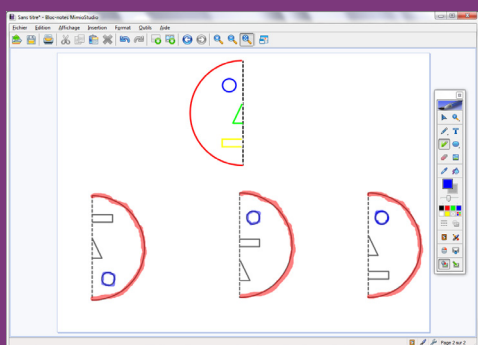 Sans titre* - Bloc-notes MimioStudio
Fichier Edition Affichage Insertion Format Outils Aide
T
Page 2 sur 2